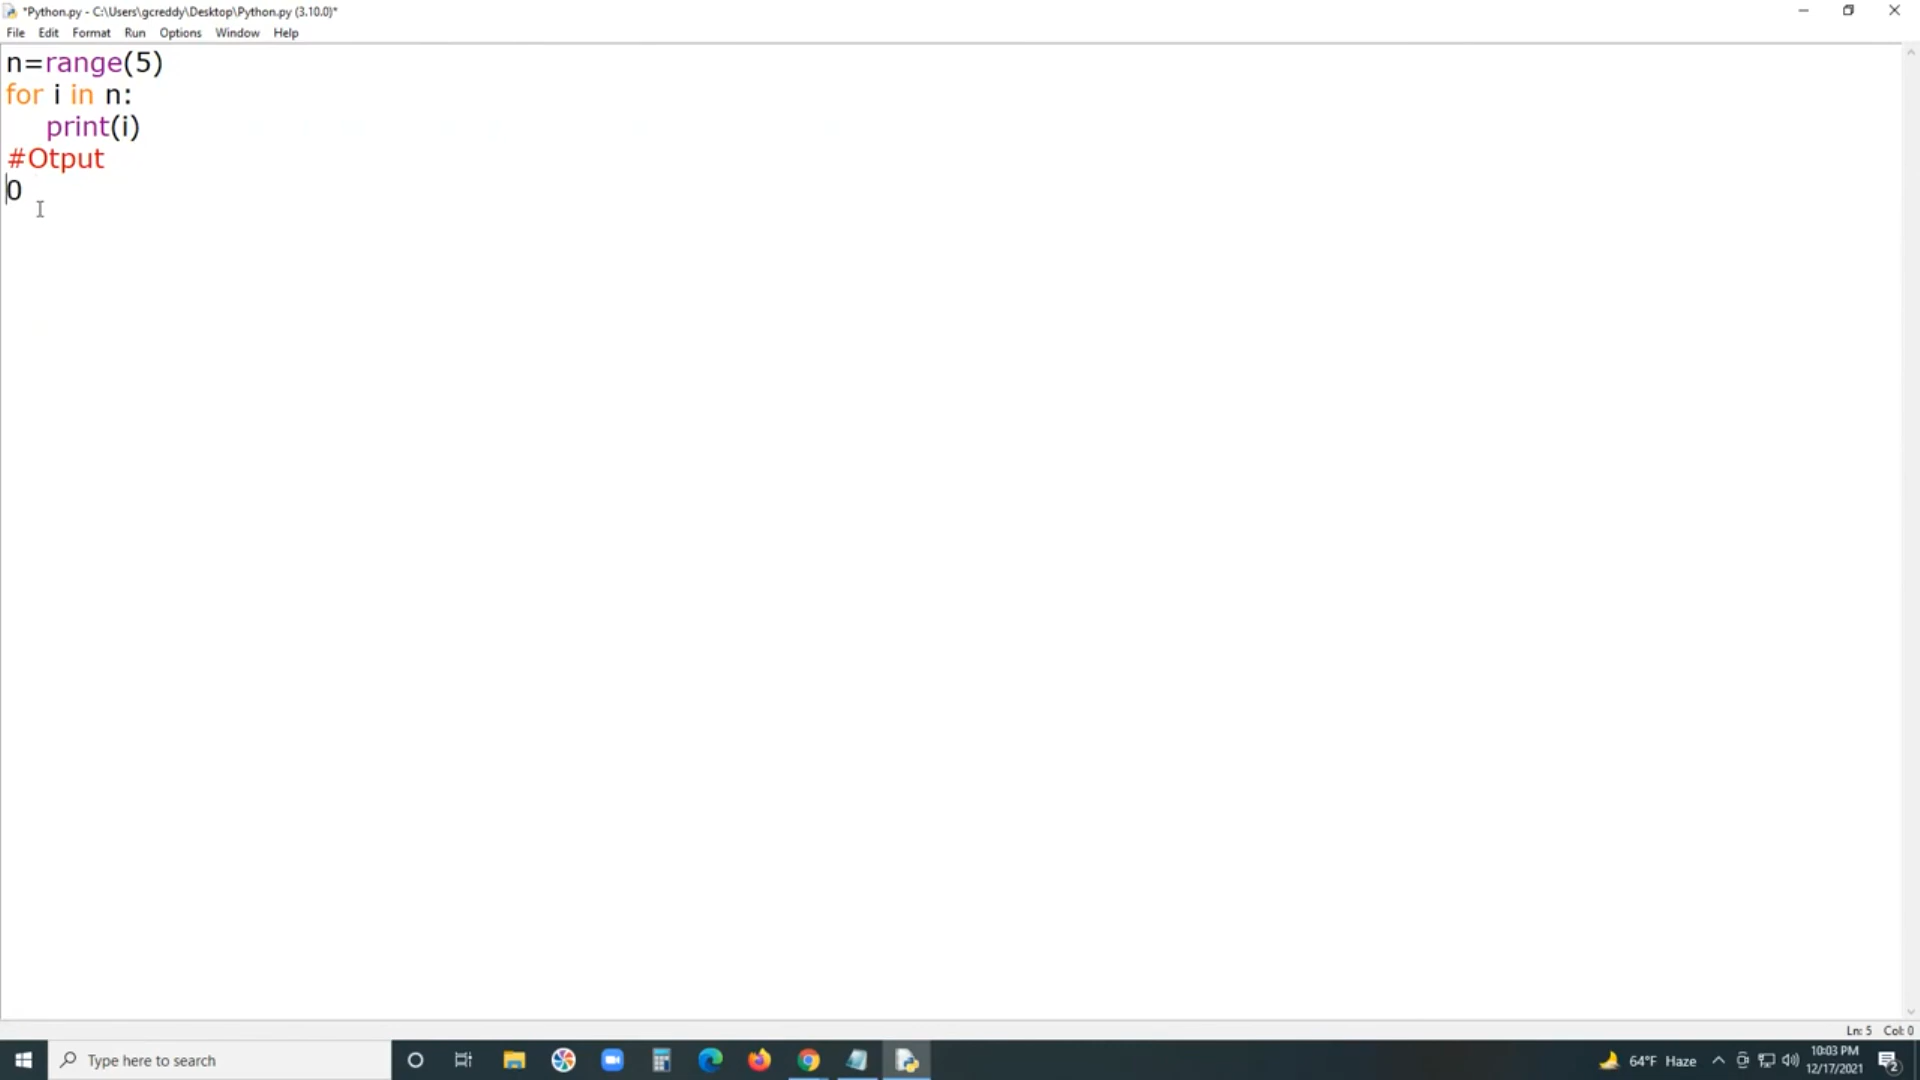 *Python.py - C:\Users\gcreddy\Desktop\Python.py (3.10.0)*
File Edit Format Run Options Window Help
n=range(5)
for i in n:
print(i)
#Otput
0
Ln: 5 Col: 0
Type here to search
64°F Haze
10:03 PM
12/17/2021
2